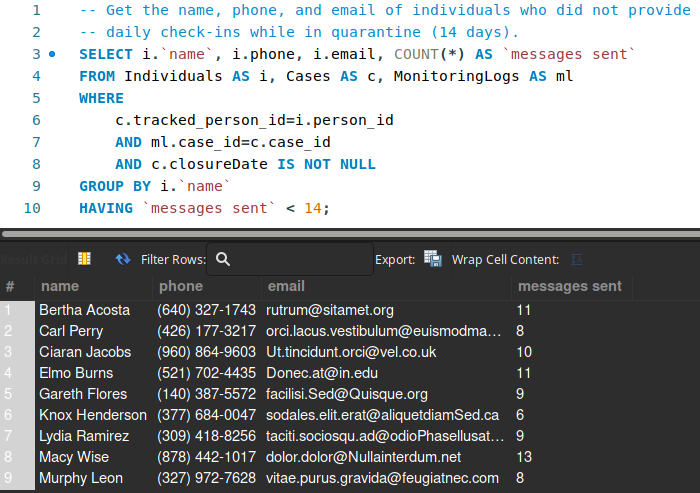 1 -- Get the name, phone, and email of individuals who did not provide
2 -- daily check-ins while in quarantine (14 days).
3 SELECT i.`name`, i.phone, i.email, COUNT(*) AS `messages sent`
4 FROM Individuals AS i, Cases AS c, MonitoringLogs AS ml
5 WHERE
6 c.tracked_person_id=i.person_id
7 AND ml.case_id=c.case_id
8 AND c.closureDate IS NOT NULL
9 GROUP BY i.`name`
10 HAVING `messages sent` < 14;
Result Grid Filter Rows: Export: Wrap Cell Content:
# name phone email messages sent
1 Bertha Acosta (640) 327-1743 rutrum@sitamet.org 11
2 Carl Perry (426) 177-3217 orci.lacus.vestibulum@euismodma... 8
3 Ciaran Jacobs (960) 864-9603 Ut.tincidunt.orci@vel.co.uk 10
4 Elmo Burns (521) 702-4435 Donec.at@in.edu 11
5 Gareth Flores (140) 387-5572 facilisi.Sed@Quisque.org 9
6 Knox Henderson (377) 684-0047 sodales.elit.erat@aliquetdiamSed.ca 6
7 Lydia Ramirez (309) 418-8256 taciti.sociosqu.ad@odioPhasellusat... 9
8 Macy Wise (878) 442-1017 dolor.dolor@Nullainterdum.net 13
9 Murphy Leon (327) 972-7628 vitae.purus.gravida@feugiatnec.com 8